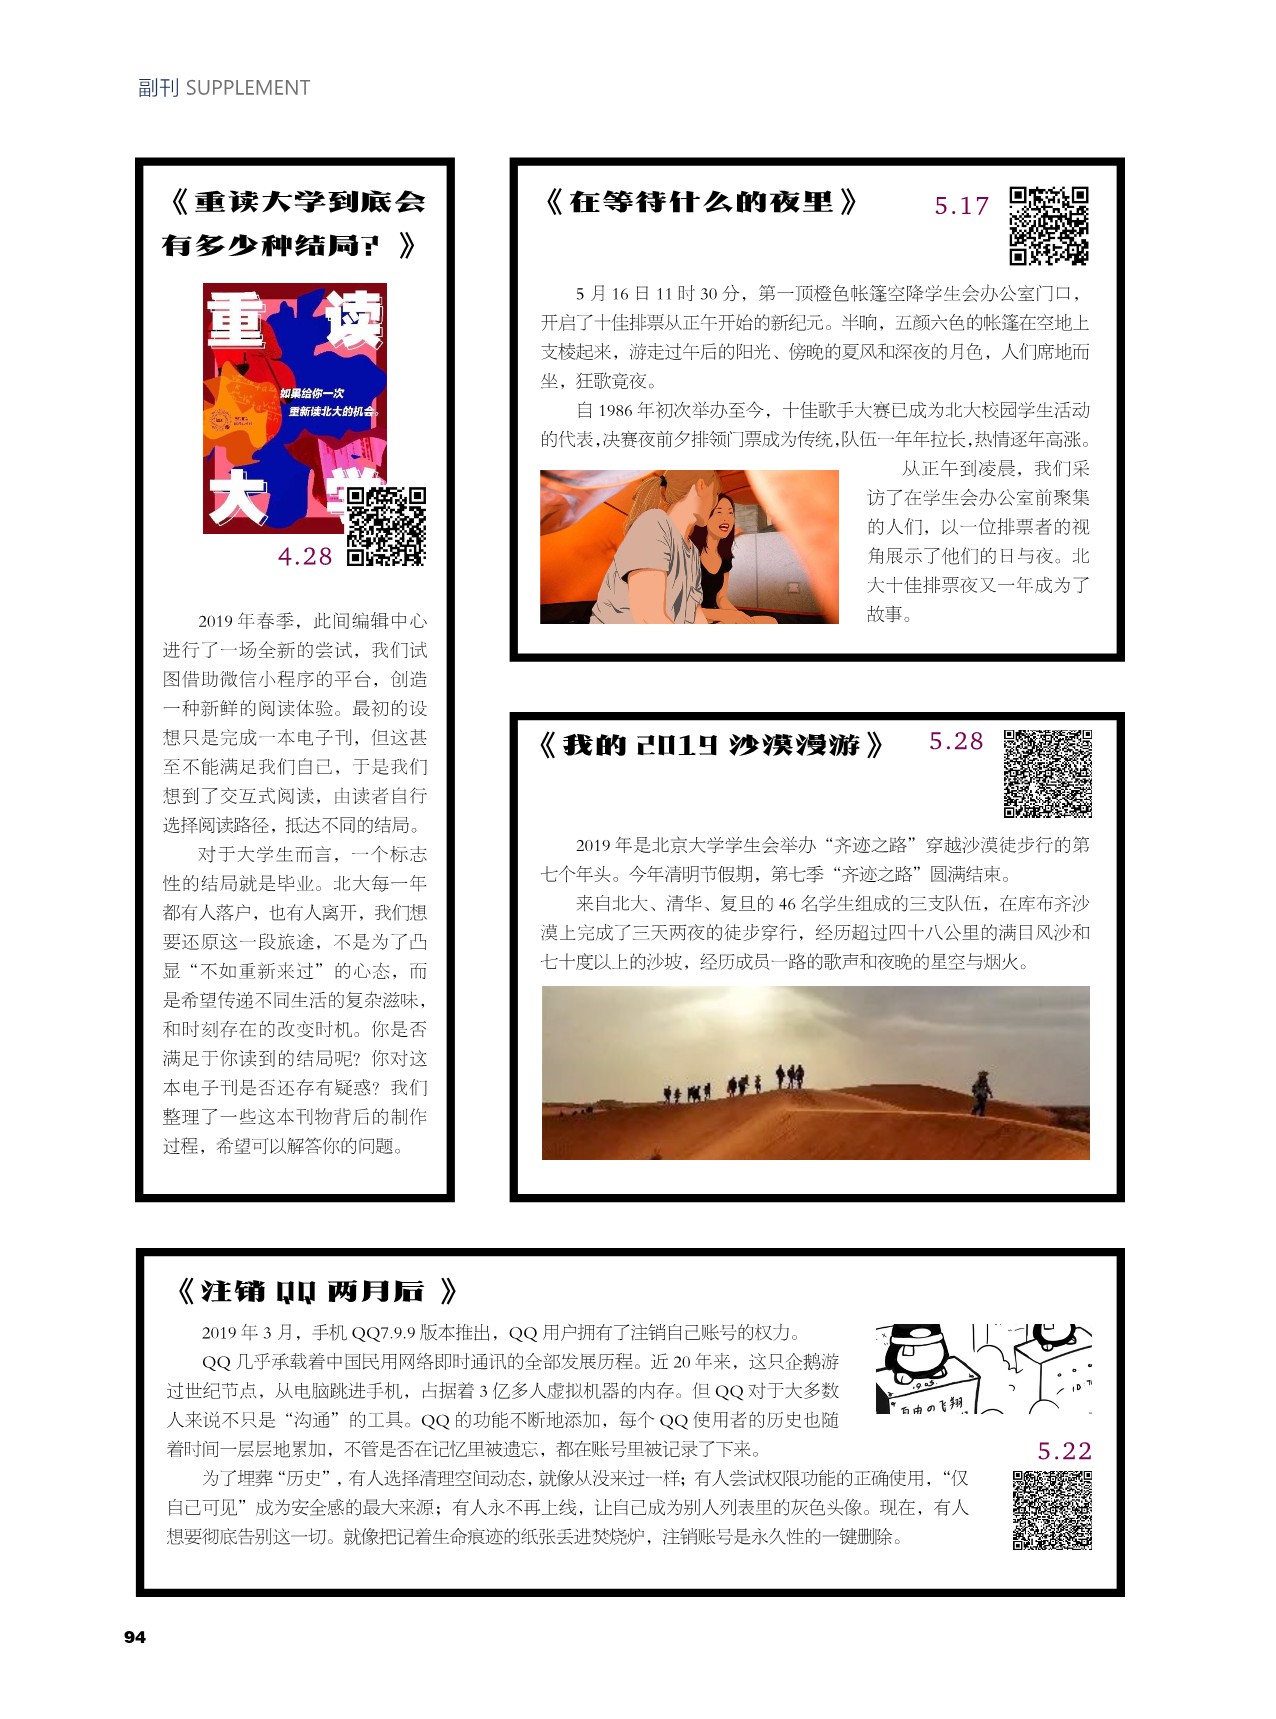 副刊 SUPPLEMENT
《重读大学到底会
有多少种结局？》
重 读
如果给你一次
重新读北大的机会。
大 学
4.28
2019 年春季，此间编辑中心
进行了一场全新的尝试，我们试
图借助微信小程序的平台，创造
一种新鲜的阅读体验。最初的设
想只是完成一本电子刊，但这甚
至不能满足我们自己，于是我们
想到了交互式阅读，由读者自行
选择阅读路径，抵达不同的结局。
对于大学生而言，一个标志
性的结局就是毕业。北大每一年
都有人落户，也有人离开，我们想
要还原这一段旅途，不是为了凸
显“不如重新来过”的心态，而
是希望传递不同生活的复杂滋味，
和时刻存在的改变时机。你是否
满足于你读到的结局呢？你对这
本电子刊是否还存有疑惑？我们
整理了一些这本刊物背后的制作
过程，希望可以解答你的问题。
《在等待什么的夜里》
5.17
5 月 16 日 11 时 30 分，第一顶橙色帐篷空降学生会办公室门口，
开启了十佳排票从正午开始的新纪元。半晌，五颜六色的帐篷在空地上
支棱起来，游走过午后的阳光、傍晚的夏风和深夜的月色，人们席地而
坐，狂歌竟夜。
自 1986 年初次举办至今，十佳歌手大赛已成为北大校园学生活动
的代表，决赛夜前夕排领门票成为传统，队伍一年年拉长，热情逐年高涨。
从正午到凌晨，我们采
访了在学生会办公室前聚集
的人们，以一位排票者的视
角展示了他们的日与夜。北
大十佳排票夜又一年成为了
故事。
《我的 2019 沙漠漫游》
5.28
2019 年是北京大学学生会举办“齐迹之路”穿越沙漠徒步行的第
七个年头。今年清明节假期，第七季“齐迹之路”圆满结束。
来自北大、清华、复旦的 46 名学生组成的三支队伍，在库布齐沙
漠上完成了三天两夜的徒步穿行，经历超过四十八公里的满目风沙和
七十度以上的沙坡，经历成员一路的歌声和夜晚的星空与烟火。
《注销 QQ 两月后 》
2019 年 3 月，手机 QQ7.9.9 版本推出，QQ 用户拥有了注销自己账号的权力。
QQ 几乎承载着中国民用网络即时通讯的全部发展历程。近 20 年来，这只企鹅游
过世纪节点，从电脑跳进手机，占据着 3 亿多人虚拟机器的内存。但 QQ 对于大多数
人来说不只是“沟通”的工具。QQ 的功能不断地添加，每个 QQ 使用者的历史也随
着时间一层层地累加，不管是否在记忆里被遗忘，都在账号里被记录了下来。
为了埋葬“历史”，有人选择清理空间动态，就像从没来过一样；有人尝试权限功能的正确使用，“仅
自己可见”成为安全感的最大来源；有人永不再上线，让自己成为别人列表里的灰色头像。现在，有人
想要彻底告别这一切。就像把记着生命痕迹的纸张丢进焚烧炉，注销账号是永久性的一键删除。
自由の飞翔
5.22
94